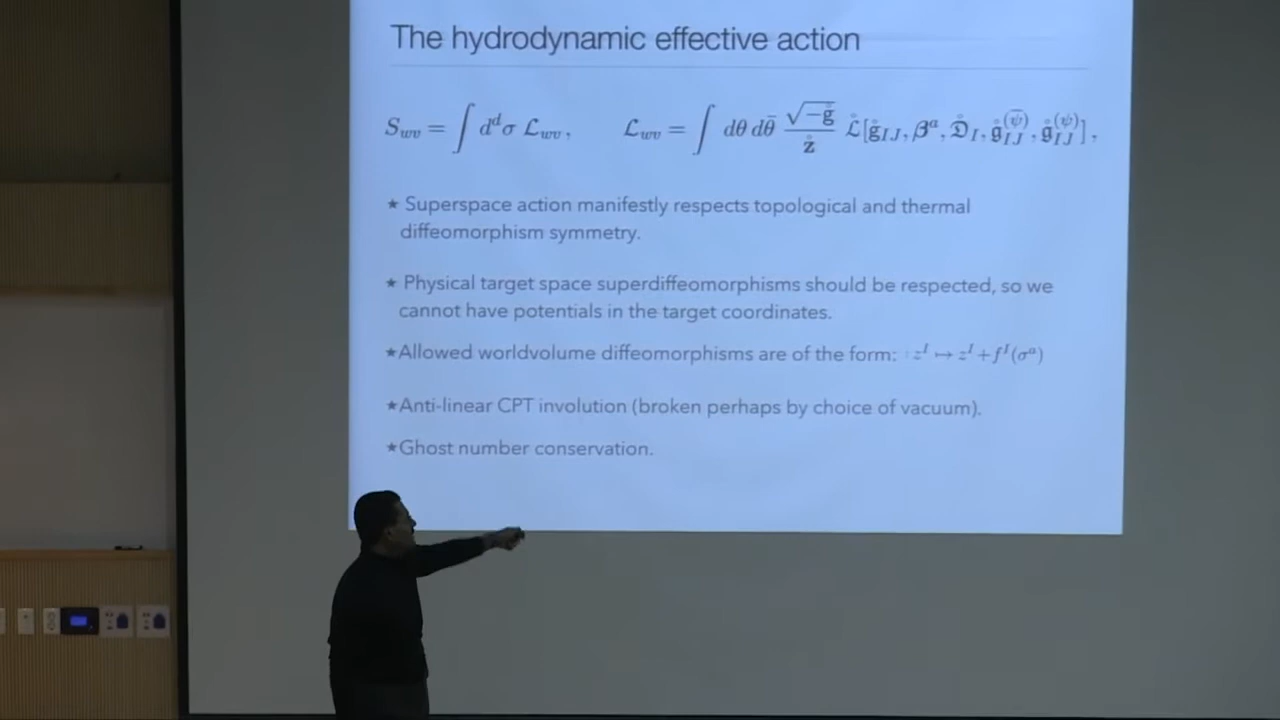 The hydrodynamic effective action
S_{wv} = ∫ d^d σ 𝓛_{wv} , 𝓛_{wv} = ∫ dθ dθ̄ (√−g̊ / z̊) 𝓛̊[g̊_{IJ}, β^a, 𝔇̊_I, g̊^{(ψ̄)}_{IJ}, g̊^{(ψ)}_{IJ}] ,
★ Superspace action manifestly respects topological and thermal
diffeomorphism symmetry.
★ Physical target space superdiffeomorphisms should be respected, so we
cannot have potentials in the target coordinates.
★Allowed worldvolume diffeomorphisms are of the form: z^I ↦ z^I + f^I(σ^a)
★Anti-linear CPT involution (broken perhaps by choice of vacuum).
★Ghost number conservation.